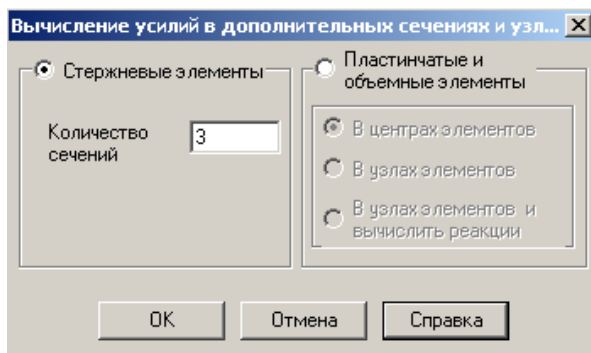 Вычисление усилий в дополнительных сечениях и узл...
Стержневые элементы
Количество
сечений
3
Пластинчатые и
объемные элементы
В центрах элементов
В узлах элементов
В узлах элементов и
вычислить реакции
OK
Отмена
Справка